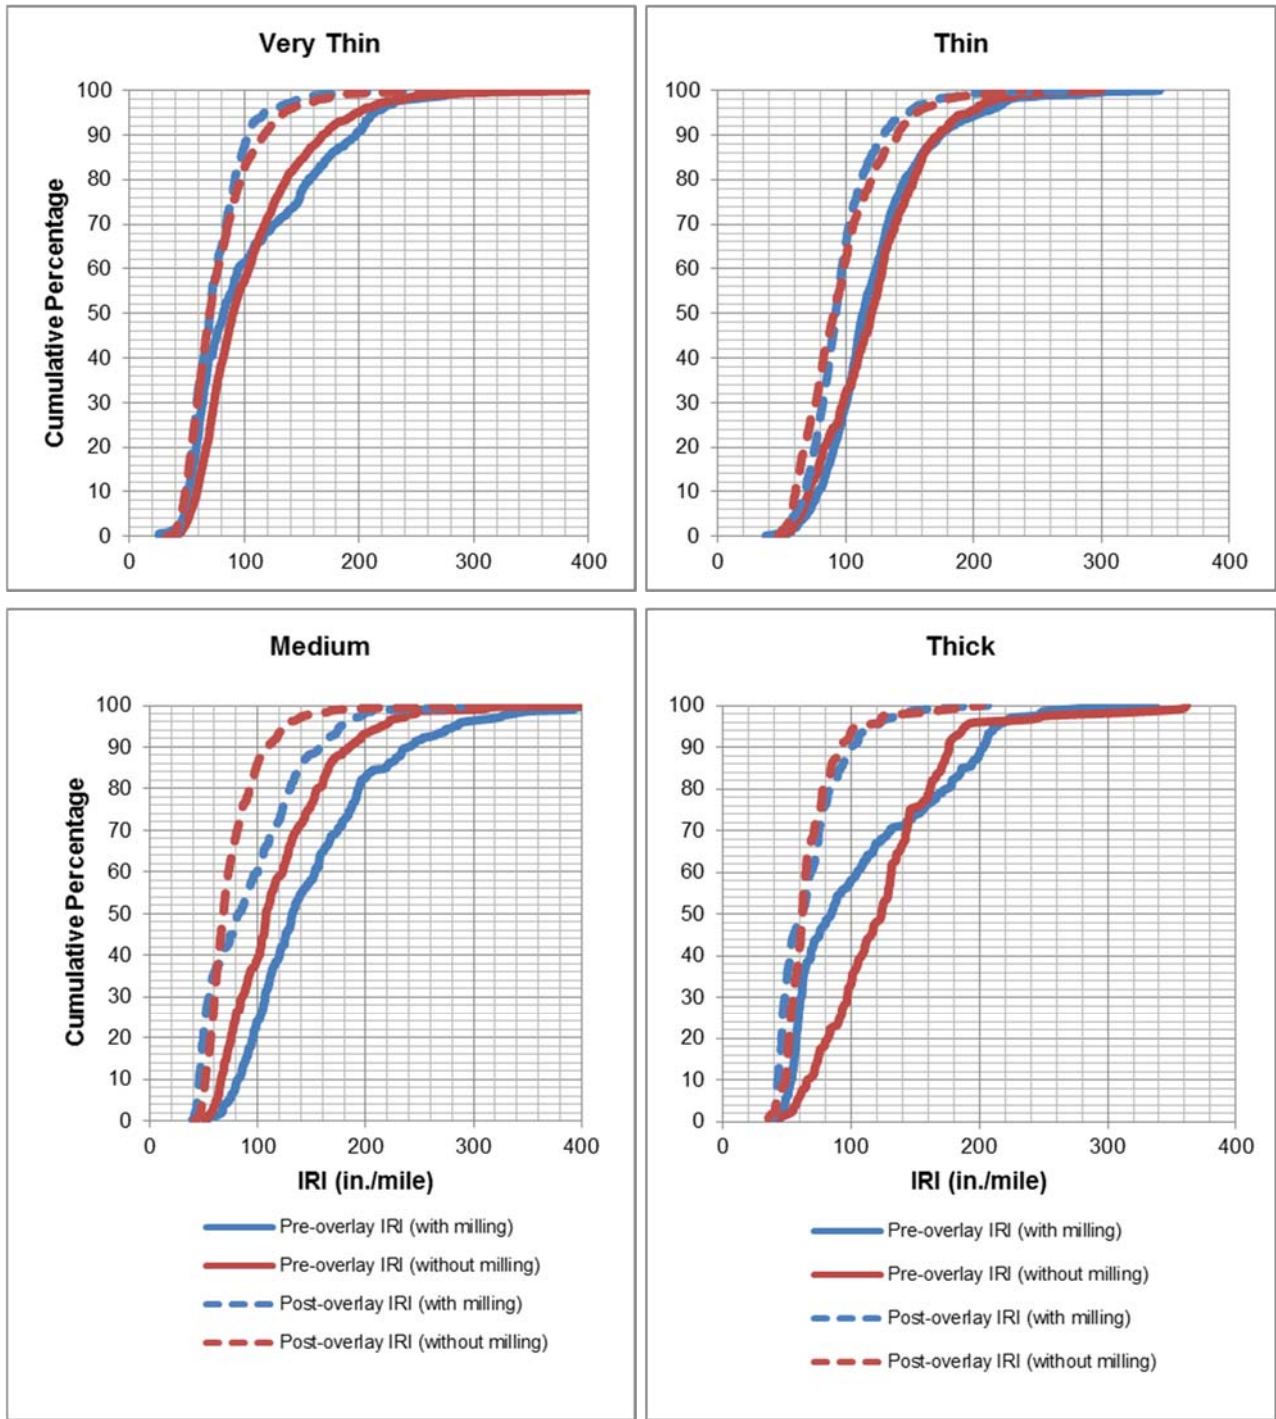 Very Thin
Cumulative Percentage
100
90
80
70
60
50
40
30
20
10
0
0 100 200 300 400
Thin
100
90
80
70
60
50
40
30
20
10
0
0 100 200 300 400
Medium
Cumulative Percentage
100
90
80
70
60
50
40
30
20
10
0
0 100 200 300 400
IRI (in./mile)
Pre-overlay IRI (with milling)
Pre-overlay IRI (without milling)
Post-overlay IRI (with milling)
Post-overlay IRI (without milling)
Thick
100
90
80
70
60
50
40
30
20
10
0
0 100 200 300 400
IRI (in./mile)
Pre-overlay IRI (with milling)
Pre-overlay IRI (without milling)
Post-overlay IRI (with milling)
Post-overlay IRI (without milling)